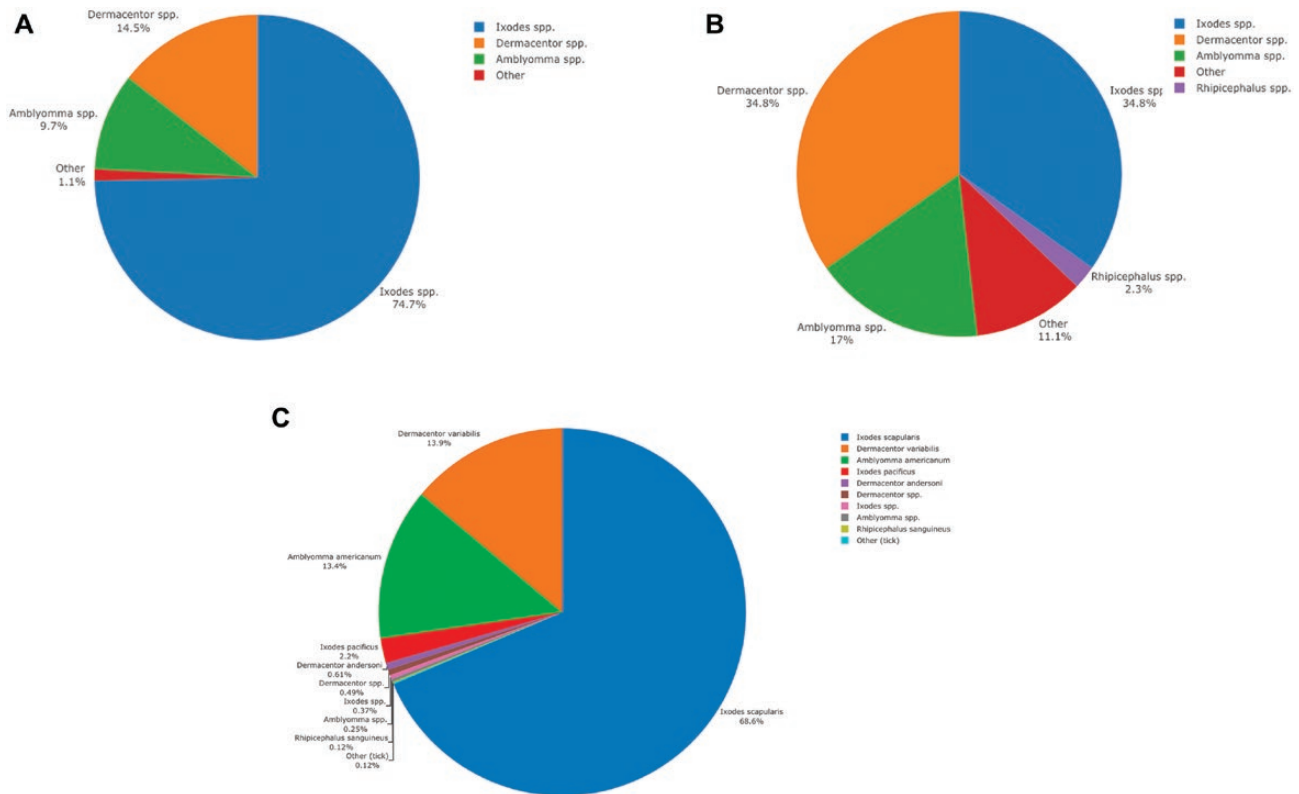 A
Dermacentor spp.
14.5%
Amblyomma spp.
9.7%
Other
1.1%
Ixodes spp.
74.7%
Ixodes spp.
Dermacentor spp.
Amblyomma spp.
Other
B
Dermacentor spp.
34.8%
Ixodes spp
34.8%
Rhipicephalus spp.
2.3%
Other
11.1%
Amblyomma spp.
17%
Ixodes spp.
Dermacentor spp.
Amblyomma spp.
Other
Rhipicephalus spp.
C
Dermacentor variabilis
13.9%
Amblyomma americanum
13.4%
Ixodes pacificus
2.2%
Dermacentor andersoni
0.61%
Dermacentor spp.
0.49%
Ixodes spp.
0.37%
Amblyomma spp.
0.25%
Rhipicephalus sanguineus
0.12%
Other (tick)
0.12%
Ixodes scapularis
68.6%
Ixodes scapularis
Dermacentor variabilis
Amblyomma americanum
Ixodes pacificus
Dermacentor andersoni
Dermacentor spp.
Ixodes spp.
Amblyomma spp.
Rhipicephalus sanguineus
Other (tick)